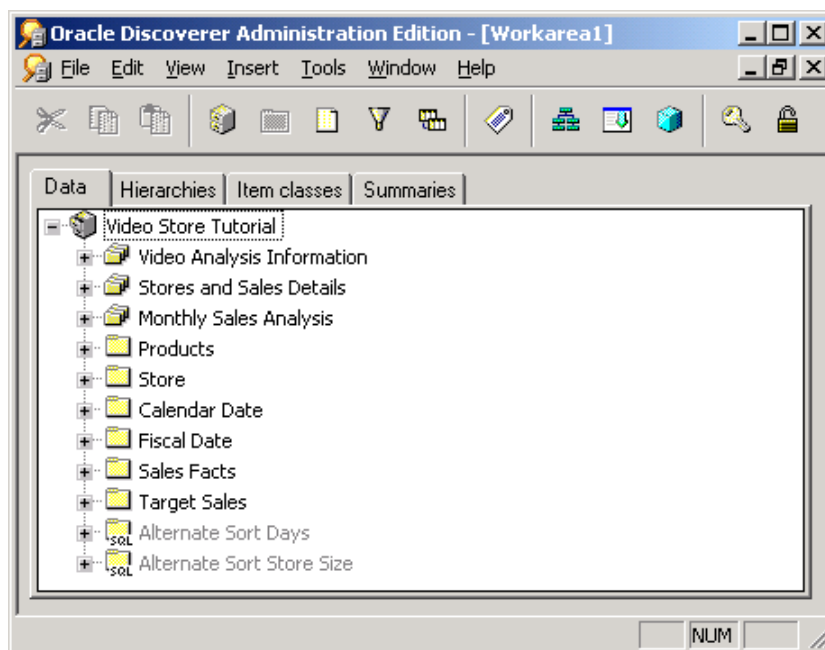 Oracle Discoverer Administration Edition - [Workarea1]
File Edit View Insert Tools Window Help
Data Hierarchies Item classes Summaries
Video Store Tutorial
Video Analysis Information
Stores and Sales Details
Monthly Sales Analysis
Products
Store
Calendar Date
Fiscal Date
Sales Facts
Target Sales
SQL Alternate Sort Days
SQL Alternate Sort Store Size
NUM